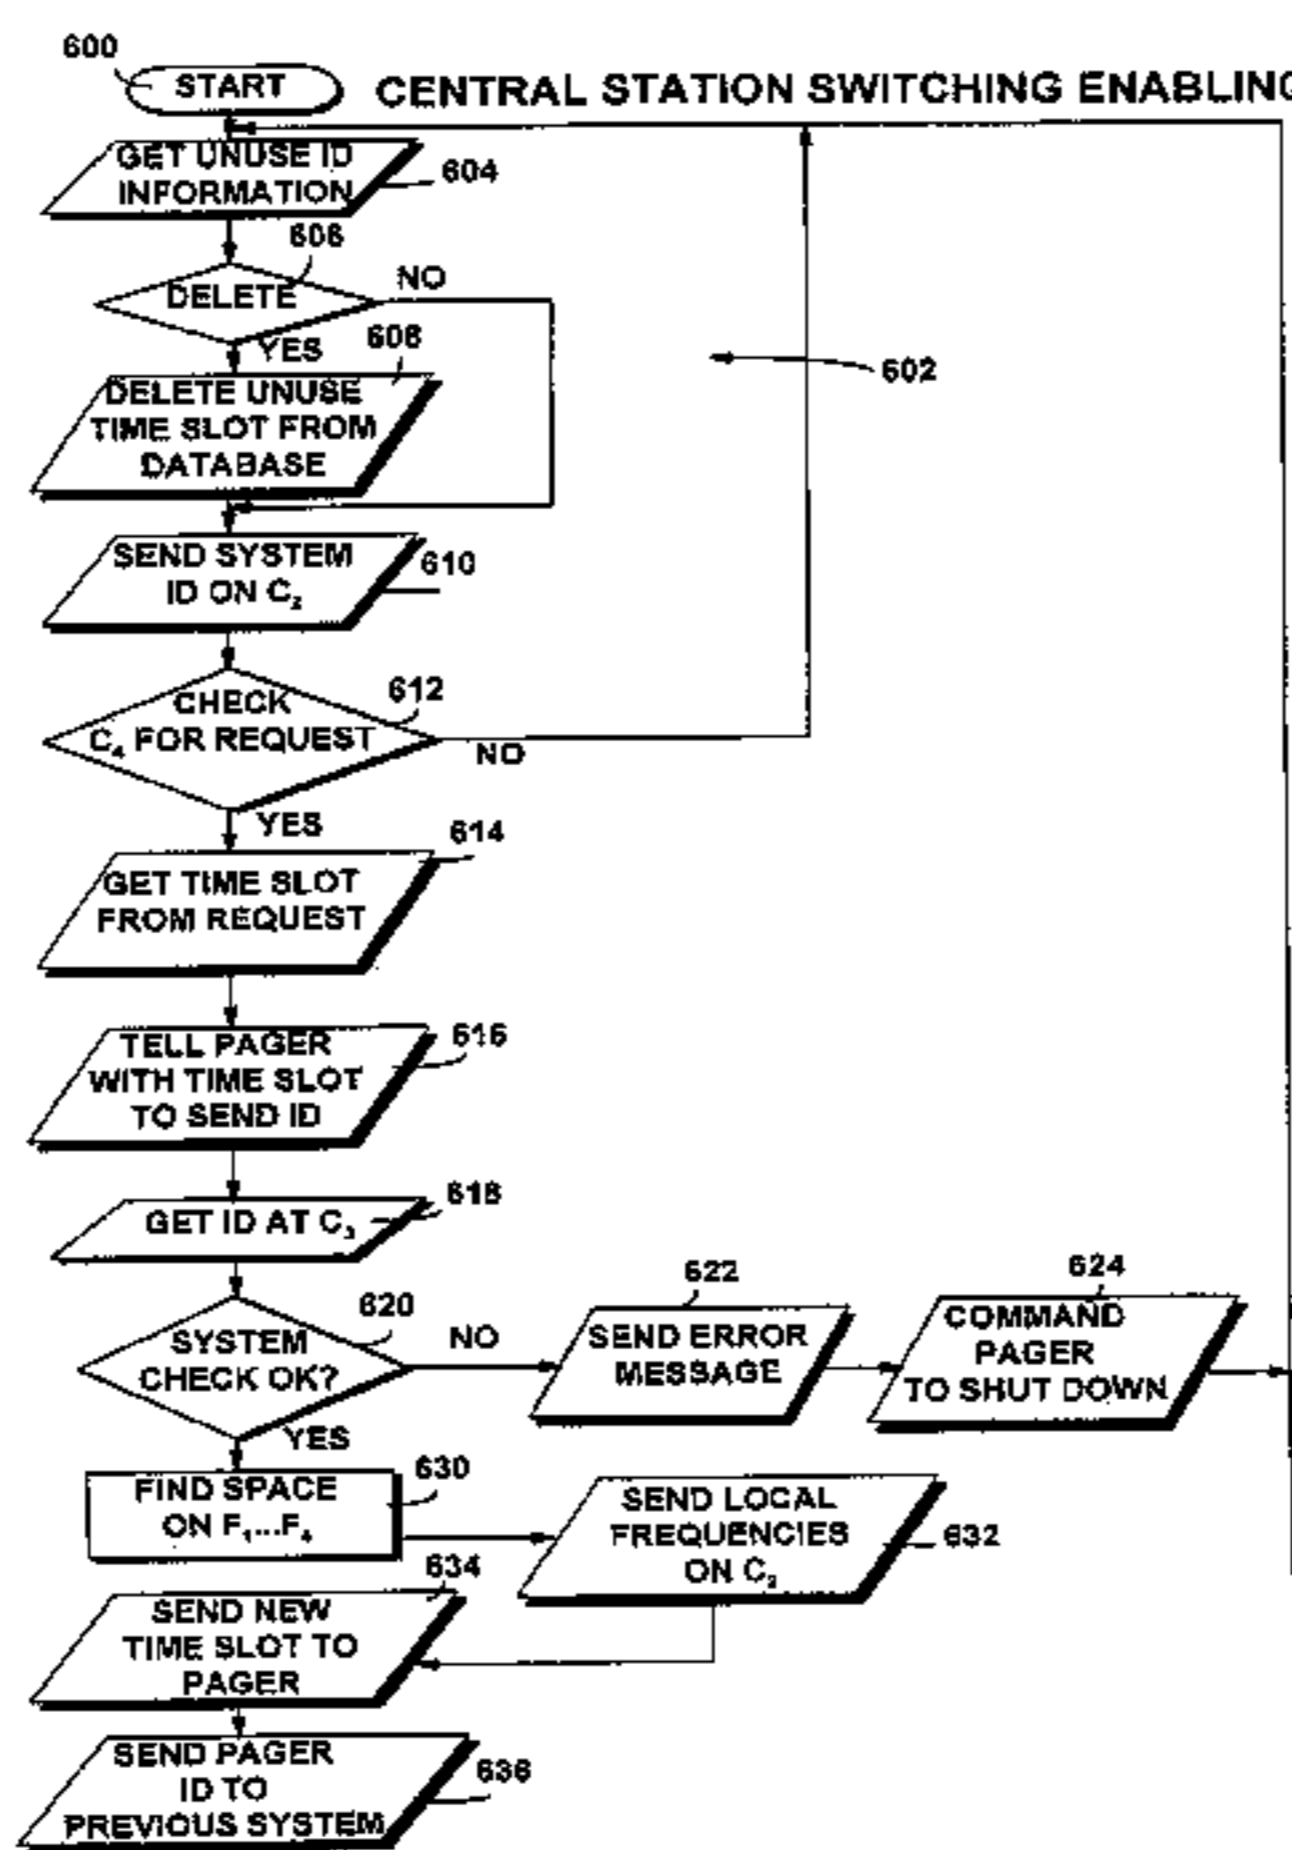 600
START
CENTRAL STATION SWITCHING ENABLING
GET UNUSE ID
INFORMATION
604
606
DELETE
NO
YES
608
DELETE UNUSE
TIME SLOT FROM
DATABASE
602
SEND SYSTEM
ID ON C₂
610
CHECK
C₄ FOR REQUEST
612
NO
YES
614
GET TIME SLOT
FROM REQUEST
TELL PAGER
WITH TIME SLOT
TO SEND ID
616
GET ID AT C₃
618
620
SYSTEM
CHECK OK?
NO
YES
622
SEND ERROR
MESSAGE
624
COMMAND
PAGER
TO SHUT DOWN
FIND SPACE
ON F₁...F₄
630
SEND LOCAL
FREQUENCIES
ON C₂
632
634
SEND NEW
TIME SLOT TO
PAGER
SEND PAGER
ID TO
PREVIOUS SYSTEM
636